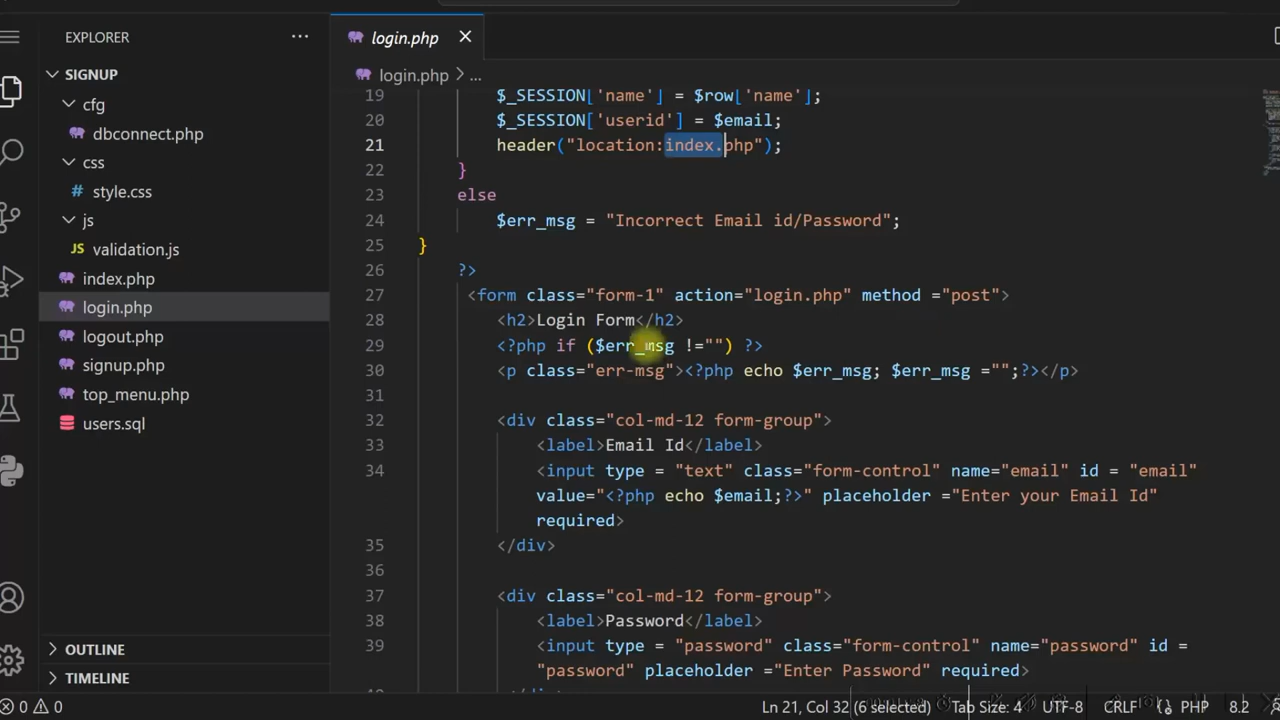 EXPLORER
SIGNUP
cfg
dbconnect.php
css
style.css
js
JS validation.js
index.php
login.php
logout.php
signup.php
top_menu.php
users.sql
OUTLINE
TIMELINE
login.php
login.php > ...
19 $_SESSION['name'] = $row['name'];
20 $_SESSION['userid'] = $email;
21 header("location:index.php");
22 }
23 else
24 $err_msg = "Incorrect Email id/Password";
25 }
26 ?>
27 <form class="form-1" action="login.php" method ="post">
28 <h2>Login Form</h2>
29 <?php if ($err_msg !="") ?>
30 <p class="err-msg"><?php echo $err_msg; $err_msg ="";?></p>
31
32 <div class="col-md-12 form-group">
33 <label>Email Id</label>
34 <input type = "text" class="form-control" name="email" id = "email"
value="<?php echo $email;?>" placeholder ="Enter your Email Id"
required>
35 </div>
36
37 <div class="col-md-12 form-group">
38 <label>Password</label>
39 <input type = "password" class="form-control" name="password" id =
"password" placeholder ="Enter Password" required>
0 0
Ln 21, Col 32 (6 selected) Tab Size: 4 UTF-8 CRLF PHP 8.2